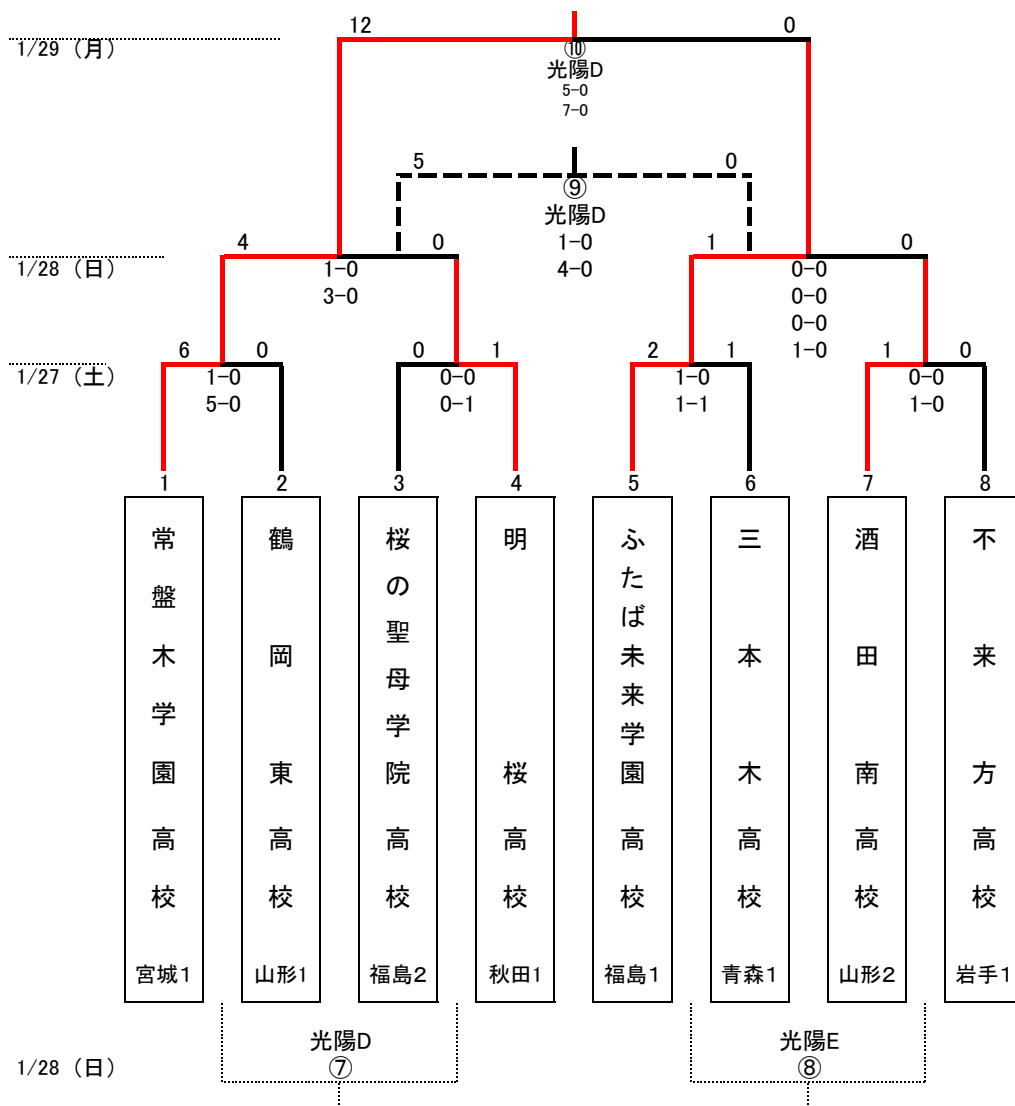 12 0
1/29（月）
⑩
光陽D
5-0
7-0
5 0
⑨
光陽D
1-0
4-0
4 0 1 0
1/28（日）
1-0
3-0
0-0
0-0
0-0
1-0
6 0 0 1 2 1 1 0
1/27（土）
1-0 0-0 1-0 0-0
5-0 0-1 1-1 1-0
1 2 3 4 5 6 7 8
常盤木学園高校
鶴岡東高校
桜の聖母学院高校
明桜高校
ふたば未来学園高校
三本木高校
酒田南高校
不来方高校
宮城1 山形1 福島2 秋田1 福島1 青森1 山形2 岩手1
光陽D 光陽E
1/28（日） ⑦ ⑧